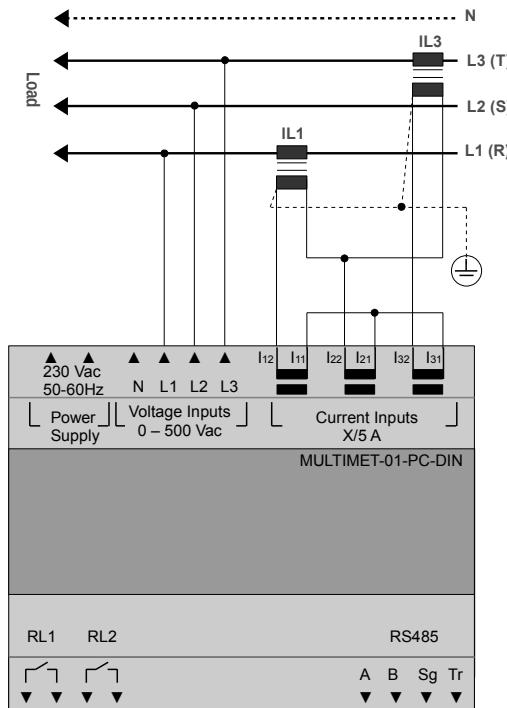 N
IL3
L3 (T)
Load
L2 (S)
IL1
L1 (R)
I12 I11 I22 I21 I32 I31
230 Vac
50-60Hz
N L1 L2 L3
Power
Supply
Voltage Inputs
0 – 500 Vac
Current Inputs
X/5 A
MULTIMET-01-PC-DIN
RL1 RL2 RS485
A B Sg Tr